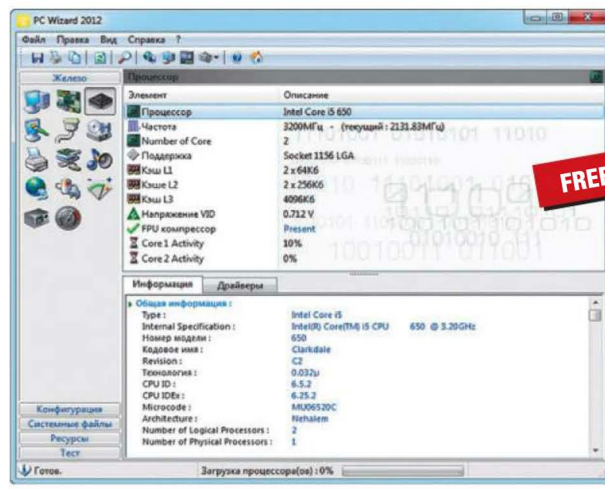 PC Wizard 2012
Файл Правка Вид Справка ?
Железо
Процессор
Элемент Описание
Процессор Intel Core i5 650
Частота 3200МГц - (текущий : 2131.83МГц)
Number of Core 2
Поддержка Socket 1156 LGA
Кэш L1 2 x 64Кб
Кэше L2 2 x 256Кб
Кэш L3 4096Кб
Напряжение VID 0.712 V
FPU компрессор Present
Core 1 Activity 10%
Core 2 Activity 0%
FREE
Информация Драйверы
Общая информация :
Type : Intel Core i5
Internal Specification : Intel(R) Core(TM) i5 CPU 650 @ 3.20GHz
Номер модели : 650
Кодовое имя : Clarkdale
Revision : C2
Технология : 0.032µ
CPU ID : 6.5.2
CPU IDEx : 6.25.2
Microcode : MU06520C
Architecture : Nehalem
Number of Logical Processors : 2
Number of Physical Processors : 1
Конфигурация
Системные файлы
Ресурсы
Тест
Готов. Загрузка процессора(ов) : 0%